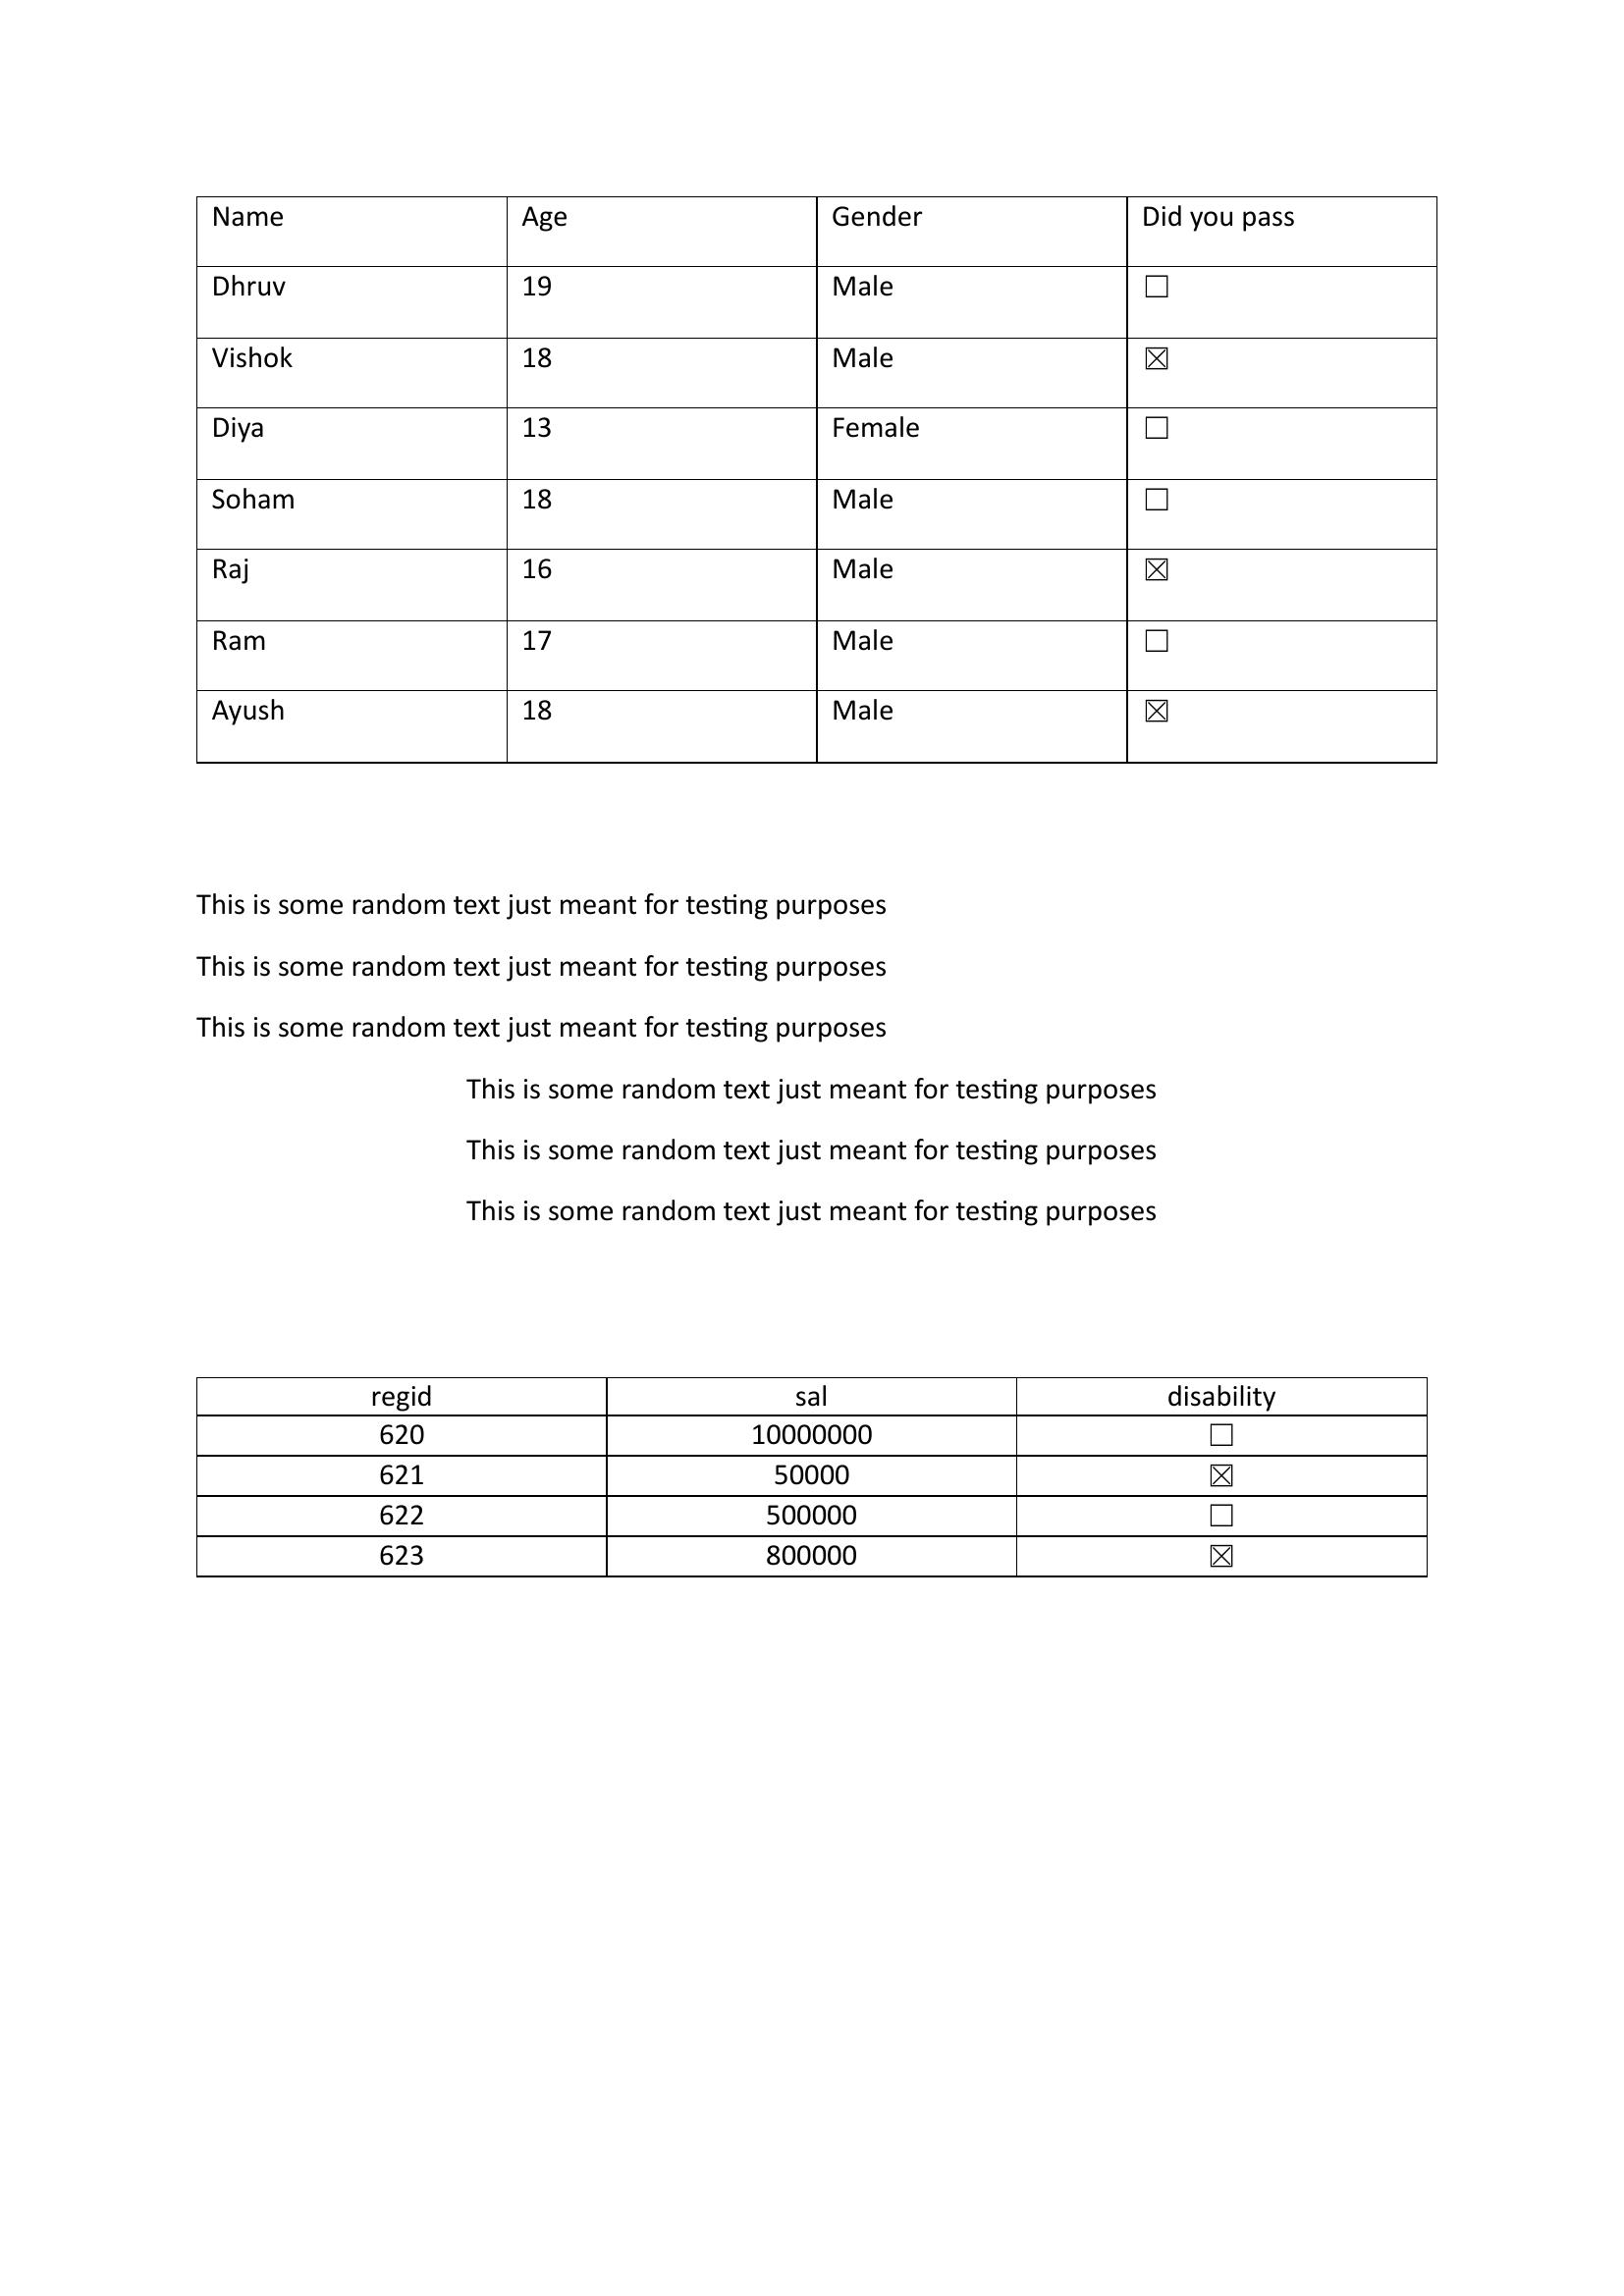 Name Age Gender Did you pass
Dhruv 19 Male ☐
Vishok 18 Male ☒
Diya 13 Female ☐
Soham 18 Male ☐
Raj 16 Male ☒
Ram 17 Male ☐
Ayush 18 Male ☒
This is some random text just meant for testing purposes
This is some random text just meant for testing purposes
This is some random text just meant for testing purposes
This is some random text just meant for testing purposes
This is some random text just meant for testing purposes
This is some random text just meant for testing purposes
regid sal disability
620 10000000 ☐
621 50000 ☒
622 500000 ☐
623 800000 ☒